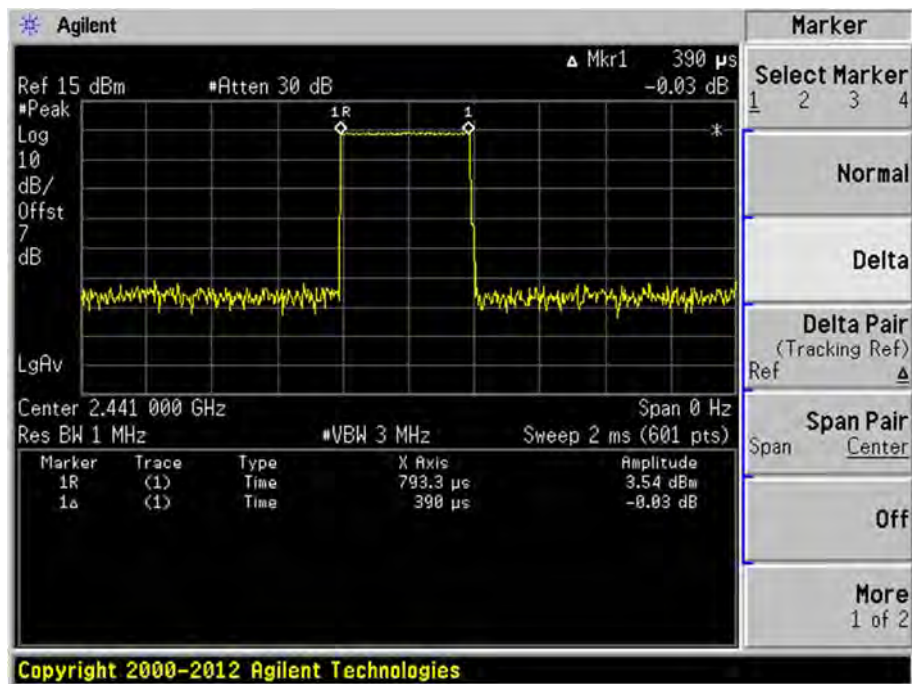 Agilent
Marker
Δ Mkr1 390 µs
Ref 15 dBm #Atten 30 dB -0.03 dB
#Peak
Log
10
dB/
Offst
7
dB
1R 1
*
LgAv
Center 2.441 000 GHz Span 0 Hz
Res BW 1 MHz #VBW 3 MHz Sweep 2 ms (601 pts)
Marker Trace Type X Axis Amplitude
1R (1) Time 793.3 µs 3.54 dBm
1Δ (1) Time 390 µs -0.03 dB
Select Marker
1 2 3 4
Normal
Delta
Delta Pair
(Tracking Ref)
Ref Δ
Span Pair
Span Center
Off
More
1 of 2
Copyright 2000-2012 Agilent Technologies